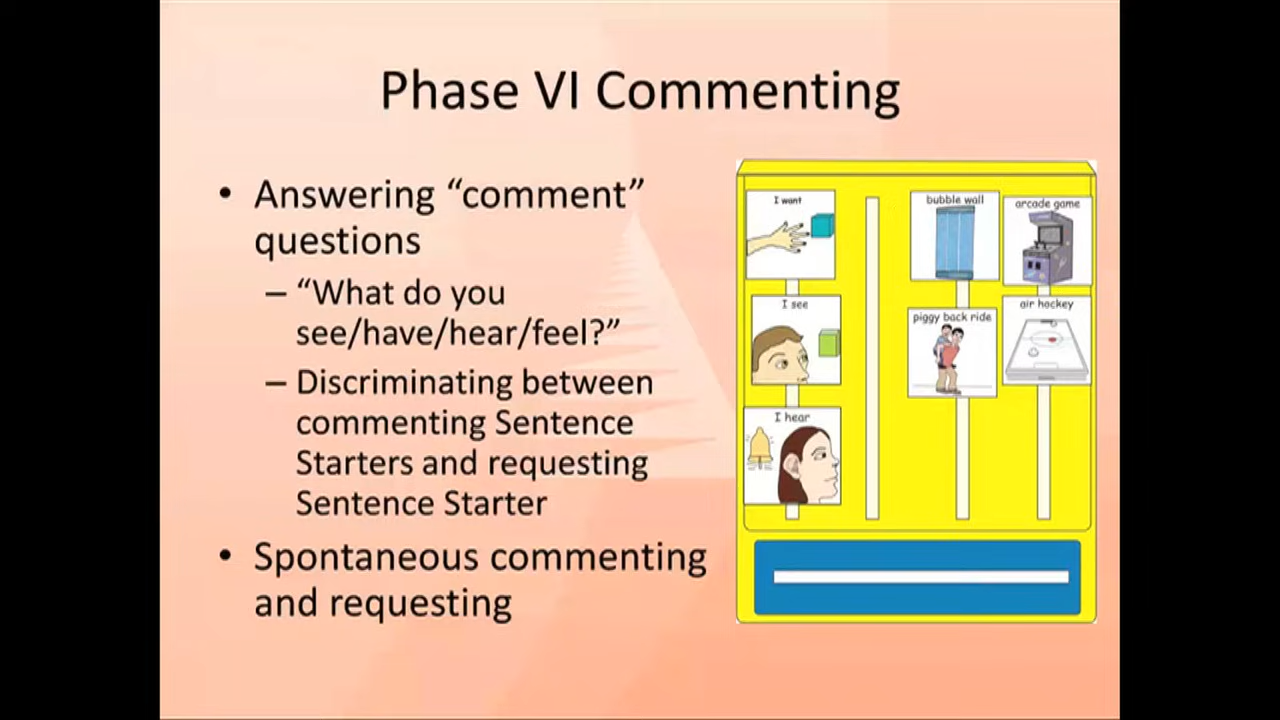 Phase VI Commenting
• Answering “comment”
questions
– “What do you
see/have/hear/feel?”
– Discriminating between
commenting Sentence
Starters and requesting
Sentence Starter
• Spontaneous commenting
and requesting
I want
bubble wall
arcade game
I see
piggy back ride
air hockey
I hear